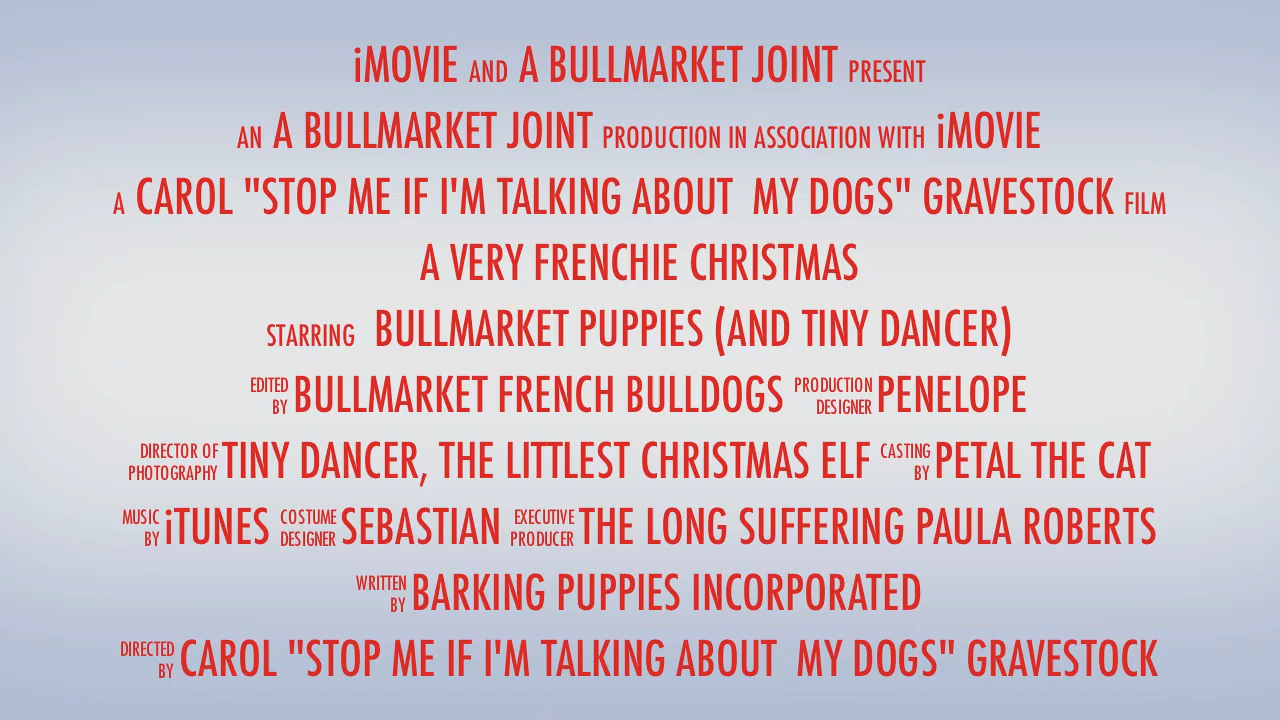 iMOVIE AND A BULLMARKET JOINT PRESENT
AN A BULLMARKET JOINT PRODUCTION IN ASSOCIATION WITH iMOVIE
A CAROL "STOP ME IF I'M TALKING ABOUT  MY DOGS" GRAVESTOCK FILM
A VERY FRENCHIE CHRISTMAS
STARRING BULLMARKET PUPPIES (AND TINY DANCER)
EDITED BY BULLMARKET FRENCH BULLDOGS PRODUCTION DESIGNER PENELOPE
DIRECTOR OF PHOTOGRAPHY TINY DANCER, THE LITTLEST CHRISTMAS ELF CASTING BY PETAL THE CAT
MUSIC BY iTUNES COSTUME DESIGNER SEBASTIAN EXECUTIVE PRODUCER THE LONG SUFFERING PAULA ROBERTS
WRITTEN BY BARKING PUPPIES INCORPORATED
DIRECTED BY CAROL "STOP ME IF I'M TALKING ABOUT  MY DOGS" GRAVESTOCK